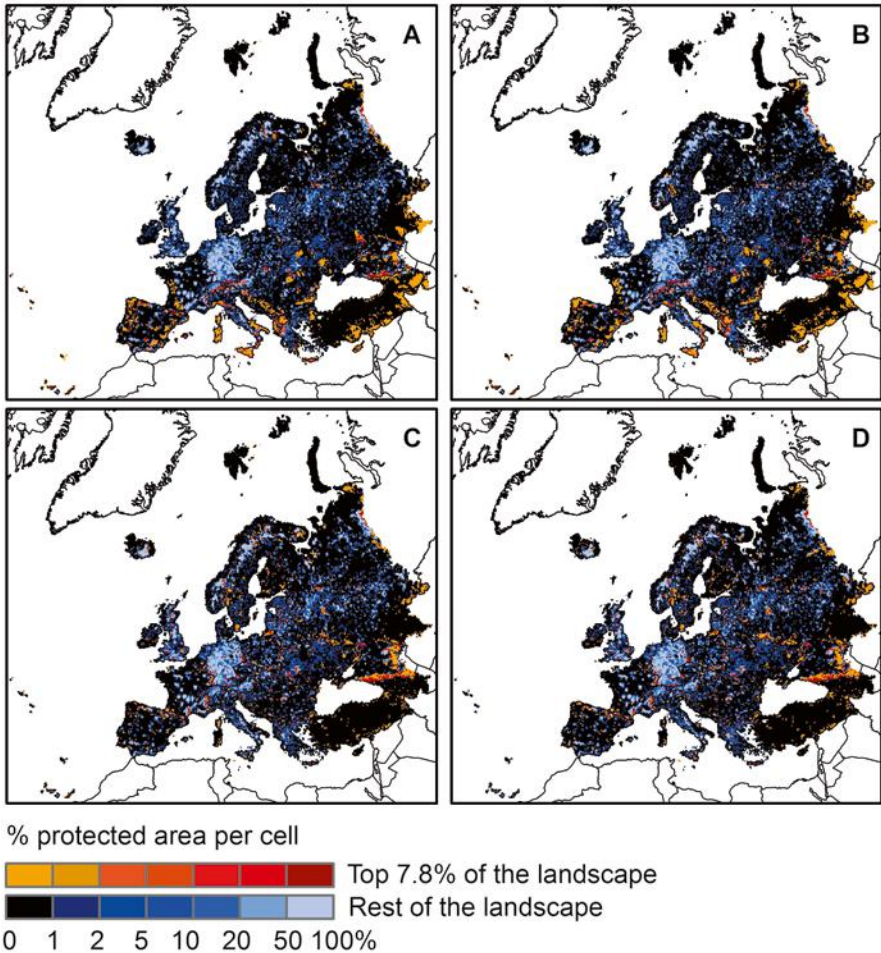 A
B
C
D
% protected area per cell
Top 7.8% of the landscape
Rest of the landscape
0 1 2 5 10 20 50 100%